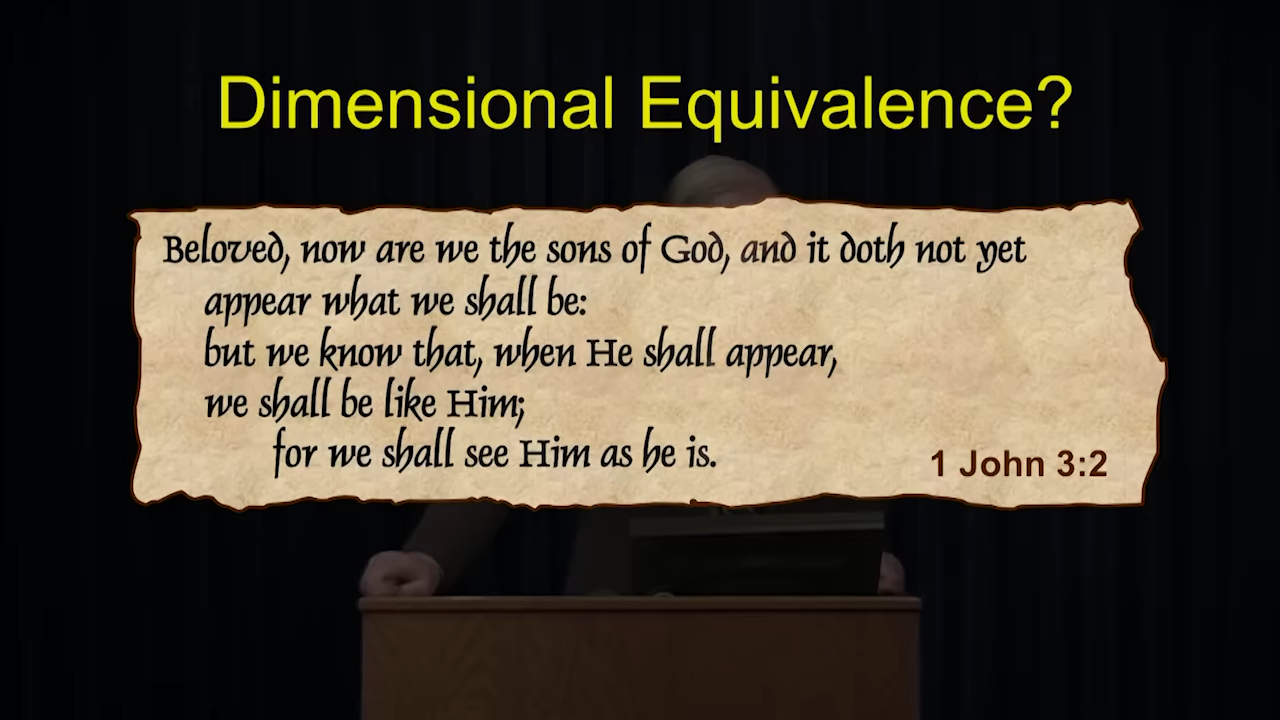 Dimensional Equivalence?
Beloved, now are we the sons of God, and it doth not yet
appear what we shall be:
but we know that, when He shall appear,
we shall be like Him;
for we shall see Him as he is.
1 John 3:2